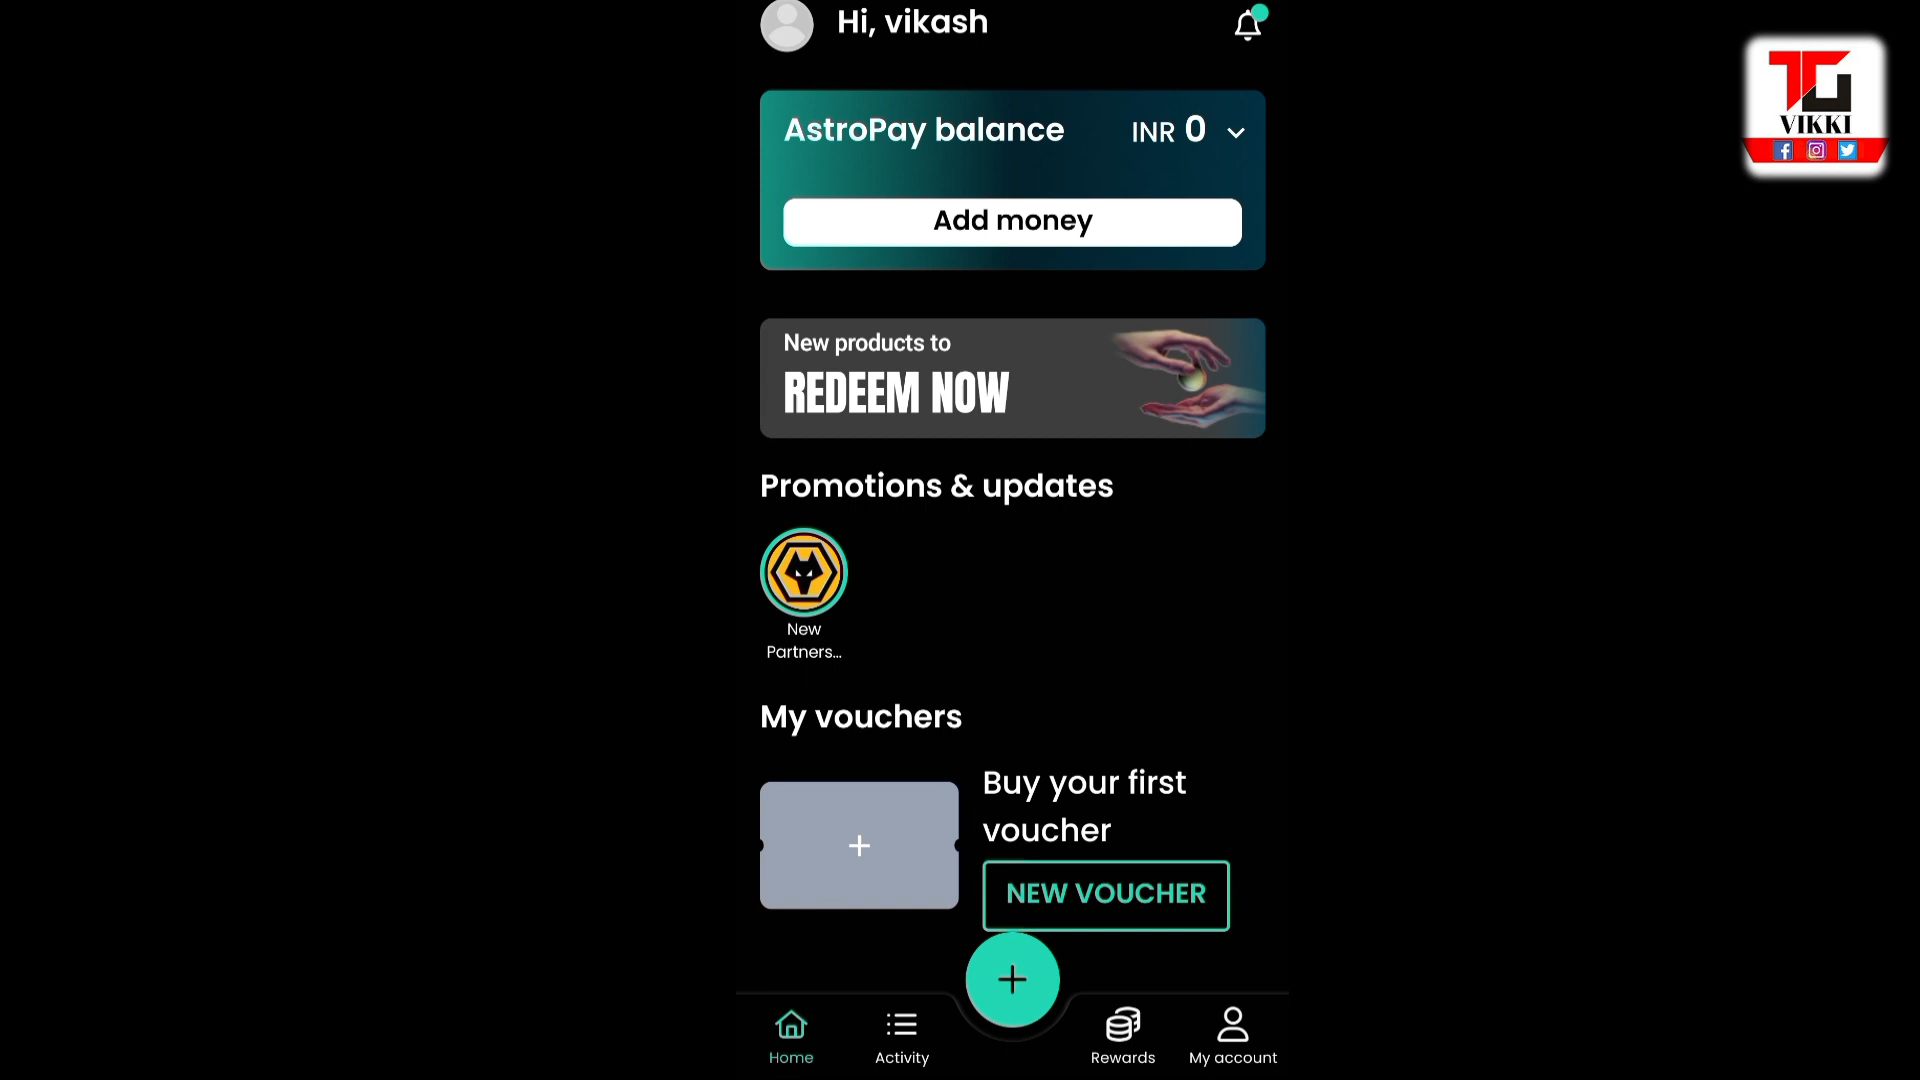 Hi, vikash
AstroPay balance
INR 0
Add money
New products to
REDEEM NOW
Promotions & updates
New
Partners...
My vouchers
Buy your first
voucher
NEW VOUCHER
Home
Activity
Rewards
My account
TG
VIKKI